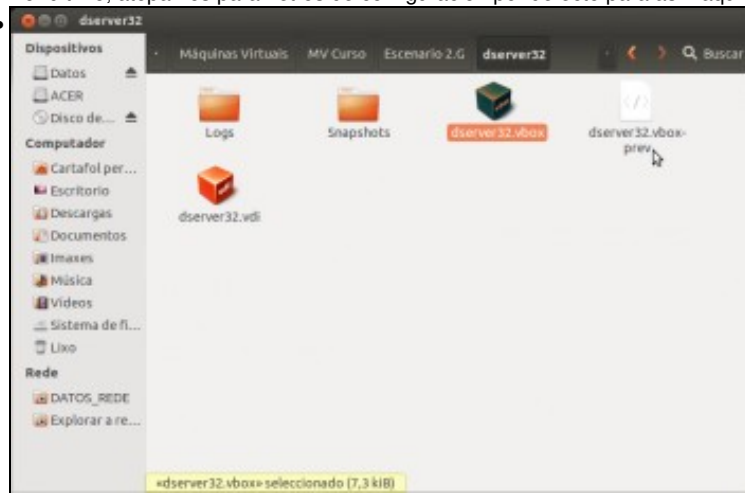 dserver32
Dispositivos
Datos
ACER
Disco de...
Computador
Cartafol per...
Escritorio
Descargas
Documentos
Imaxes
Música
Vídeos
Sistema de fi...
Lixo
Rede
DATOS_REDE
Explorar a re...
Máquinas Virtuais
MV Curso
Escenario 2.G
dserver32
Buscar
Logs
Snapshots
dserver32.vbox
dserver32.vbox-
prev
dserver32.vdi
«dserver32.vbox» seleccionado (7,3 kiB)